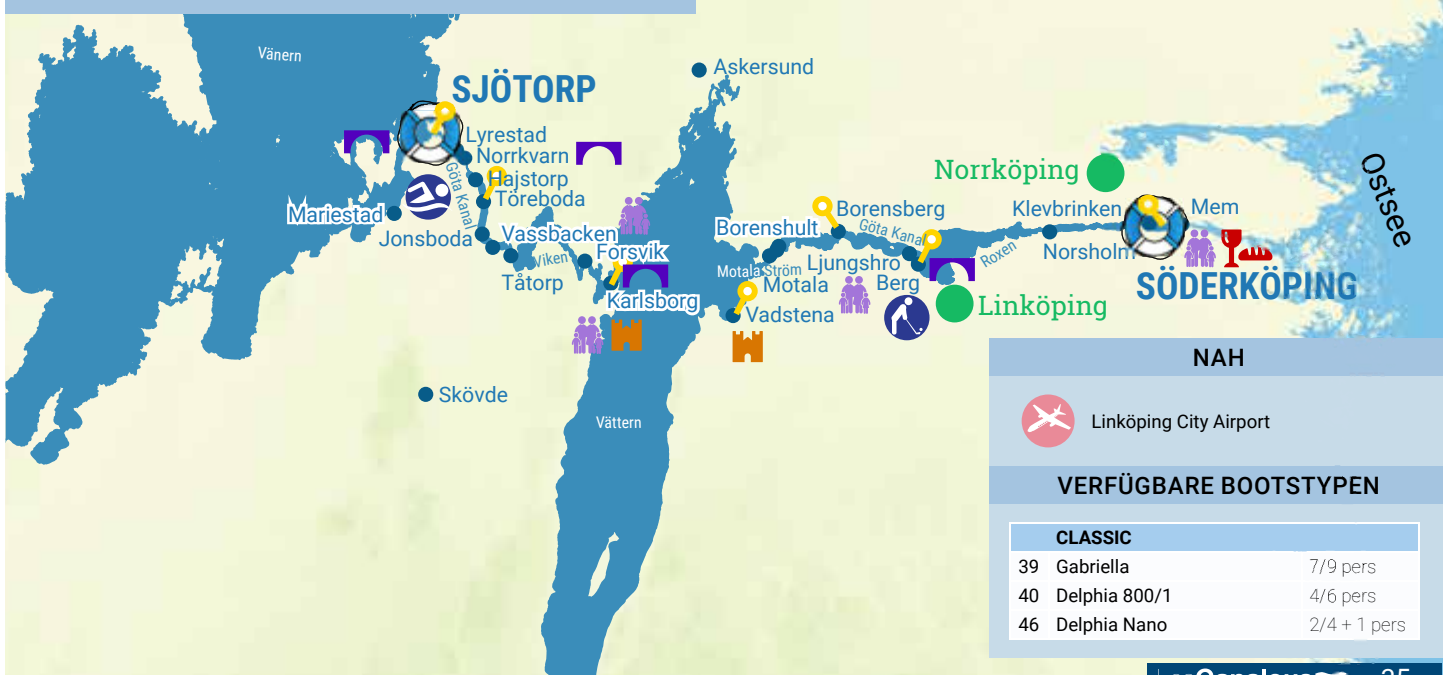 Vänern
Askersund
SJÖTORP
Lyrestad
Norrkvarn
Hajstorp
Töreboda
Göta Kanal
Mariestad
Jonsboda
Vassbacken
Viken
Tåtorp
Forsvik
Karlsborg
Skövde
Vättern
Borenshult
Motala Ström
Motala
Vadstena
Borensberg
Göta Kanal
Ljungshro
Berg
Norrköping
Linköping
Roxen
Klevbrinken
Norsholm
Mem
SÖDERKÖPING
Ostsee
NAH
Linköping City Airport
VERFÜGBARE BOOTSTYPEN
CLASSIC
39 Gabriella 7/9 pers
40 Delphia 800/1 4/6 pers
46 Delphia Nano 2/4 + 1 pers